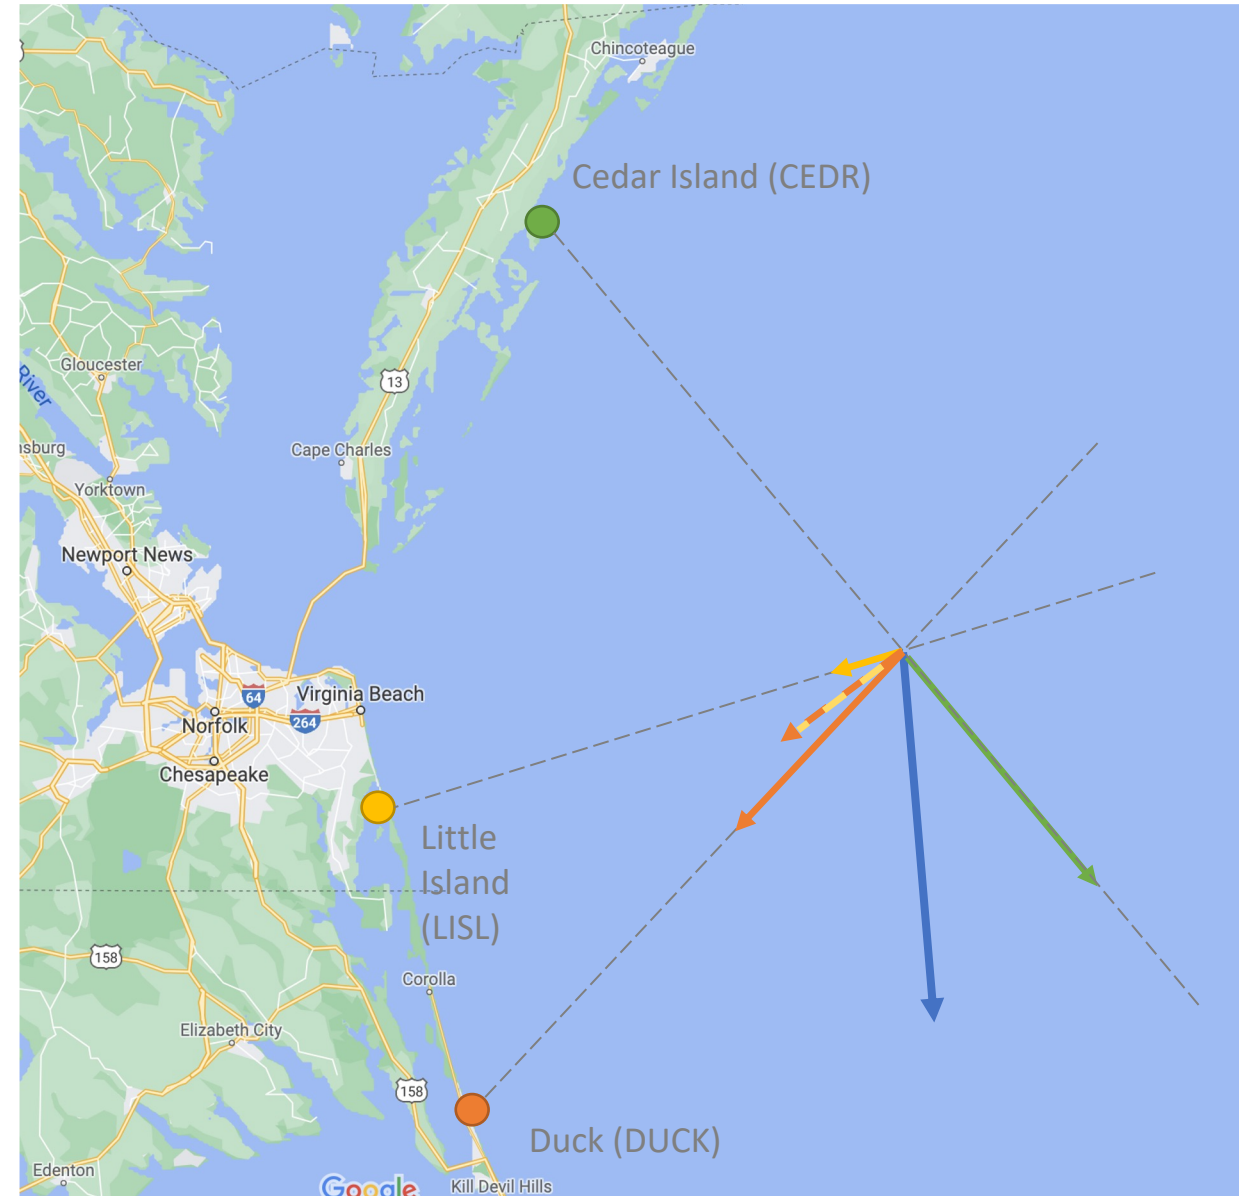 Chincoteague
Cedar Island (CEDR)
Gloucester
River
13
nsburg
Cape Charles
Yorktown
Newport News
64
Virginia Beach
Norfolk
264
Chesapeake
Little
Island
(LISL)
158
Corolla
Elizabeth City
158
Duck (DUCK)
Edenton
Google
Kill Devil Hills